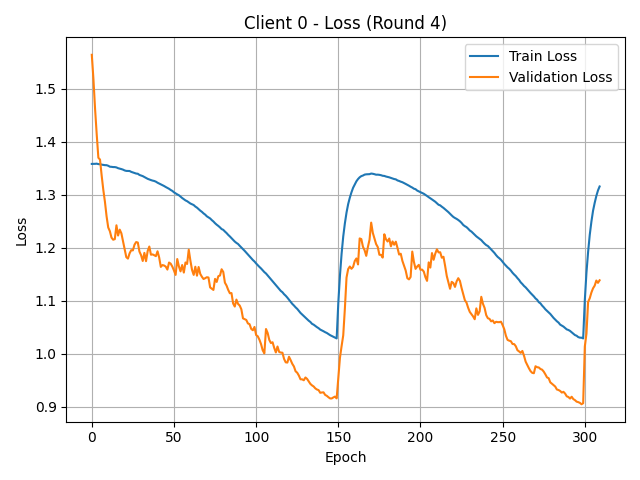 Client 0 - Loss (Round 4)
Train Loss
Validation Loss
Loss
1.5
1.4
1.3
1.2
1.1
1.0
0.9
0 50 100 150 200 250 300
Epoch